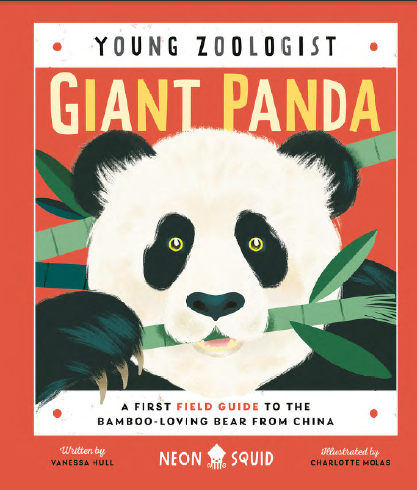 YOUNG ZOOLOGIST
GIANT PANDA
A FIRST FIELD GUIDE TO THE
BAMBOO-LOVING BEAR FROM CHINA
Written by
VANESSA HULL
NEON SQUID
Illustrated by
CHARLOTTE MOLAS